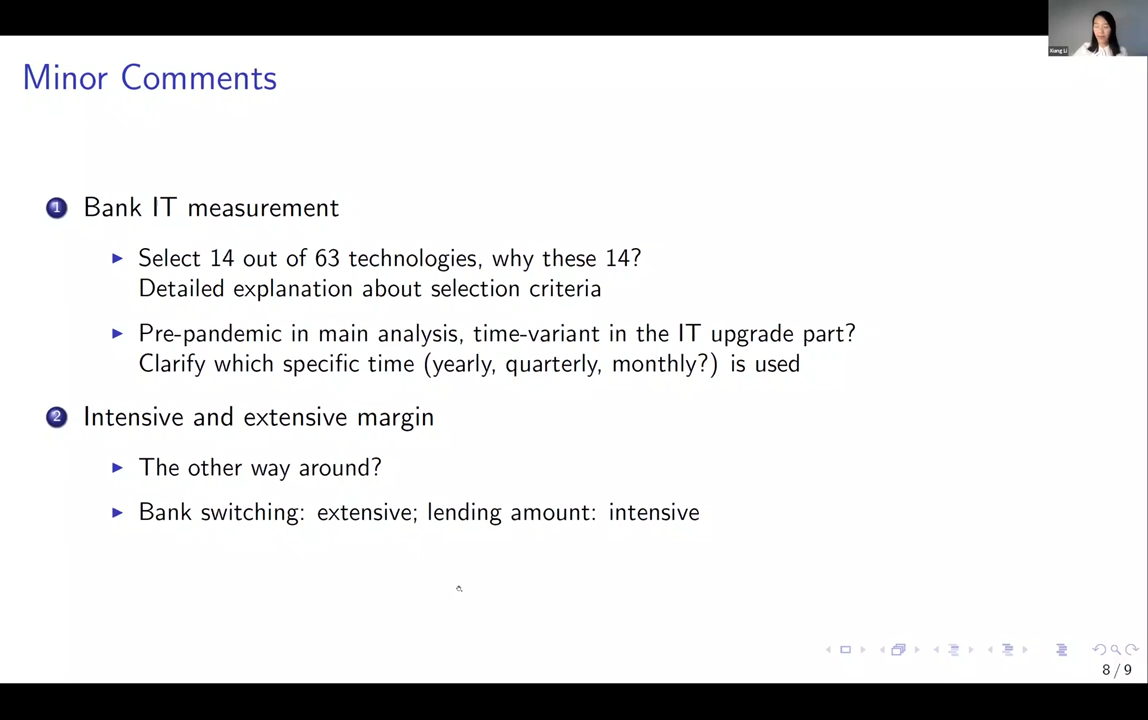 Xiang Li
Minor Comments
1 Bank IT measurement
▶ Select 14 out of 63 technologies, why these 14?
Detailed explanation about selection criteria
▶ Pre-pandemic in main analysis, time-variant in the IT upgrade part?
Clarify which specific time (yearly, quarterly, monthly?) is used
2 Intensive and extensive margin
▶ The other way around?
▶ Bank switching: extensive; lending amount: intensive
8 / 9